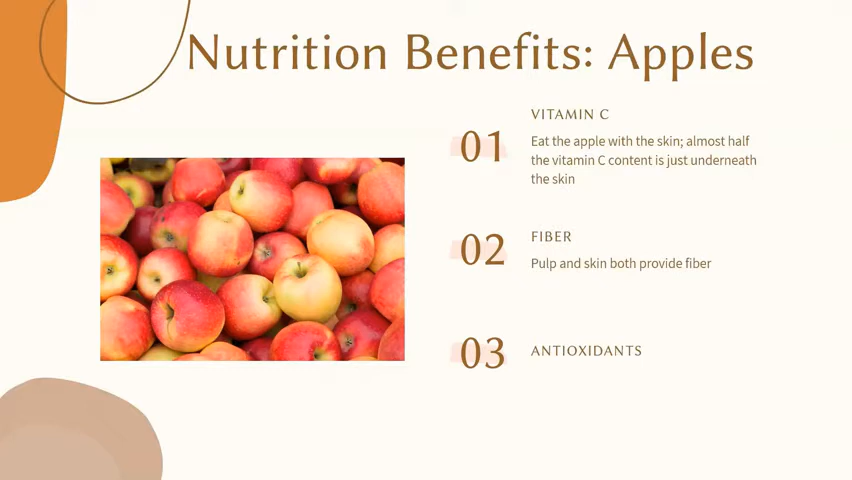 Nutrition Benefits: Apples
01
VITAMIN C
Eat the apple with the skin; almost half
the vitamin C content is just underneath
the skin
02
FIBER
Pulp and skin both provide fiber
03
ANTIOXIDANTS